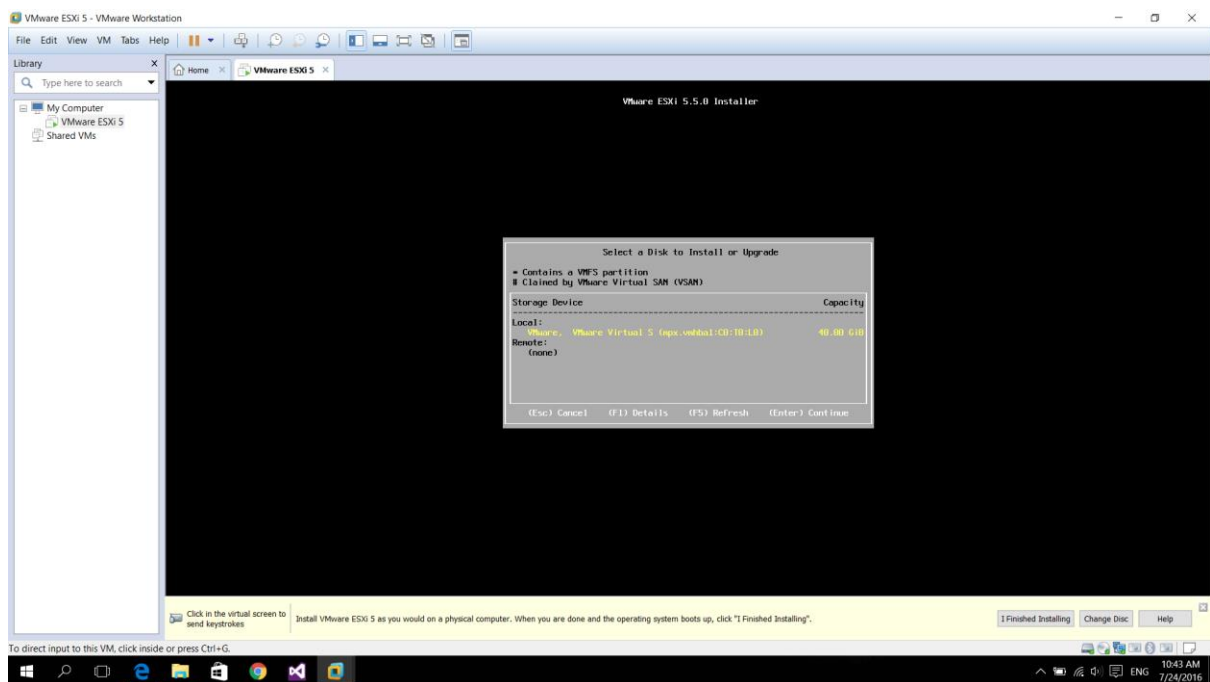 VMware ESXi 5 - VMware Workstation
File Edit View VM Tabs Help
Library X
Type here to search
My Computer
VMware ESXi 5
Shared VMs
Home × VMware ESXi 5 ×
VMware ESXi 5.5.0 Installer
Select a Disk to Install or Upgrade
* Contains a VMFS partition
# Claimed by VMware Virtual SAN (VSAN)
Storage Device Capacity
Local:
VMware, VMware Virtual S (mpx.vmhba1:C0:T0:L0) 40.00 GiB
Remote:
(none)
(Esc) Cancel (F1) Details (F5) Refresh (Enter) Continue
Click in the virtual screen to
send keystrokes
Install VMware ESXi 5 as you would on a physical computer. When you are done and the operating system boots up, click "I Finished Installing".
I Finished Installing Change Disc Help
To direct input to this VM, click inside or press Ctrl+G.
ENG
10:43 AM
7/24/2016